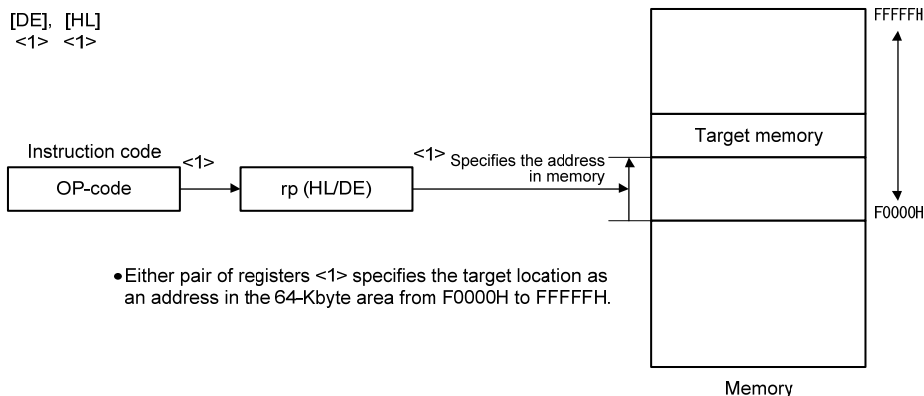 [DE], [HL]
<1> <1>
FFFFFH
Target memory
Instruction code
<1>
<1>
Specifies the address
in memory
OP-code
rp (HL/DE)
F0000H
•Either pair of registers <1> specifies the target location as
an address in the 64-Kbyte area from F0000H to FFFFFH.
Memory